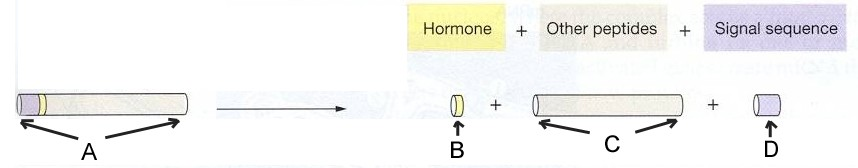 Hormone + Other peptides + Signal sequence
+ +
A B C D